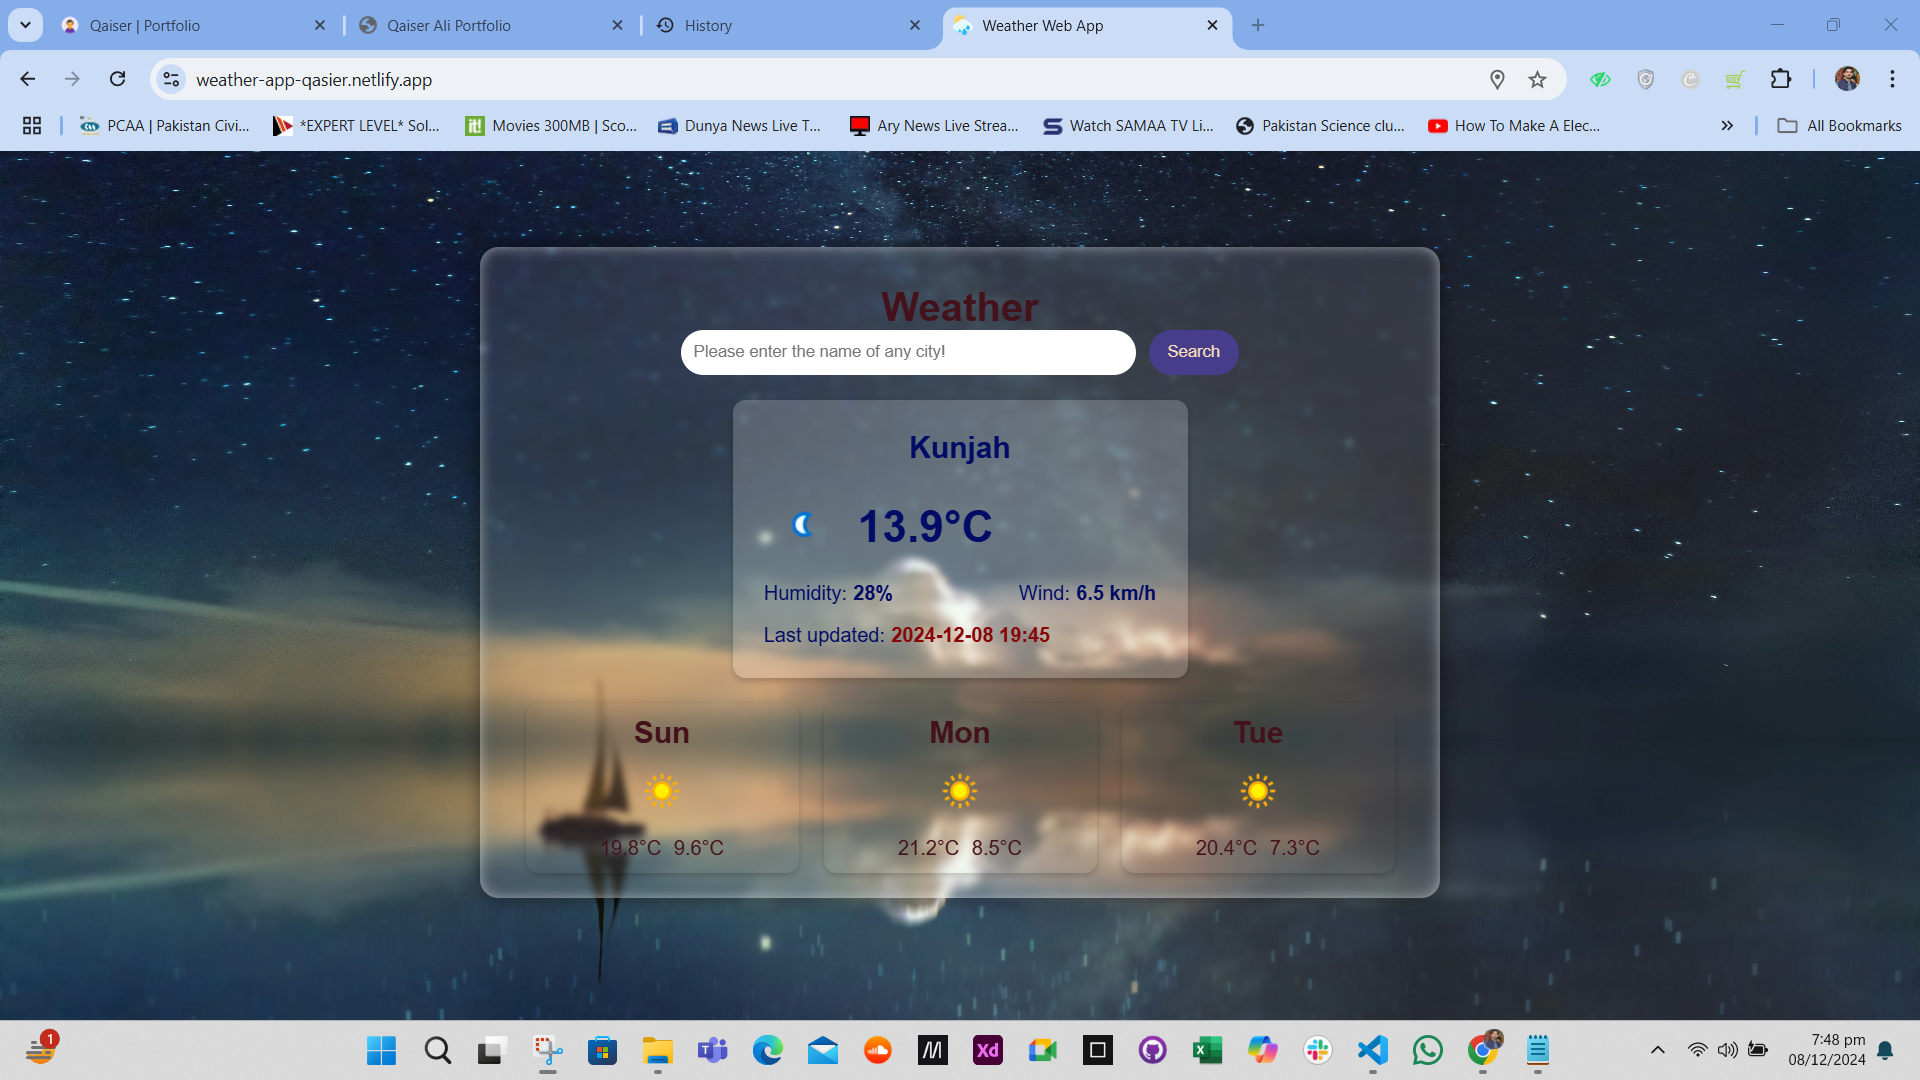 Qaiser | Portfolio
Qaiser Ali Portfolio
History
Weather Web App
weather-app-qasier.netlify.app
PCAA | Pakistan Civi...
*EXPERT LEVEL* Sol...
it!
Movies 300MB | Sco...
Dunya News Live T...
Ary News Live Strea...
Watch SAMAA TV Li...
Pakistan Science clu...
How To Make A Elec...
All Bookmarks
Weather
Please enter the name of any city!
Search
Kunjah
13.9°C
Humidity: 28%
Wind: 6.5 km/h
Last updated: 2024-12-08 19:45
Sun
Mon
Tue
19.8°C 9.6°C
21.2°C 8.5°C
20.4°C 7.3°C
1
Xd
7:48 pm
08/12/2024